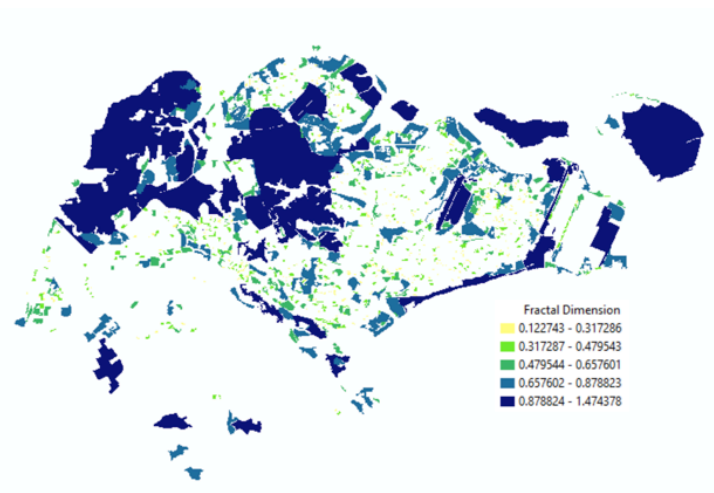 Fractal Dimension
0.122743 - 0.317286
0.317287 - 0.479543
0.479544 - 0.657601
0.657602 - 0.878823
0.878824 - 1.474378